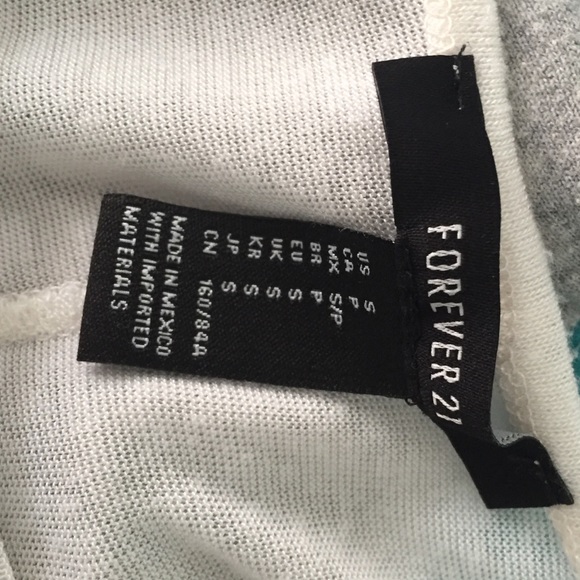 FOREVER 21
US S
CA P
MX S/P
BR P
EU S
UK S
KR S
JP S
CN 160/84A
MADE IN MEXICO
WITH IMPORTED
MATERIALS